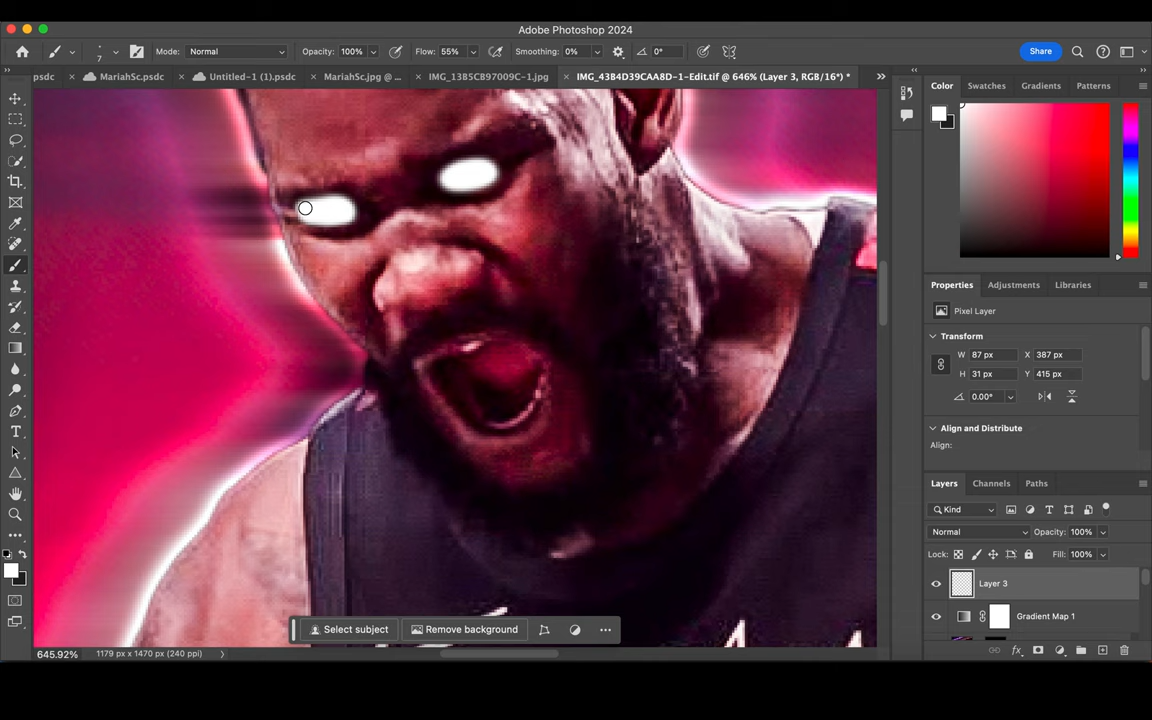 Adobe Photoshop 2024
7 Mode: Normal Opacity: 100% Flow: 55% Smoothing: 0% 0° Share
psdc × MariahSc.psdc × Untitled-1 (1).psdc × MariahSc.jpg @ ... × IMG_13B5CB97009C-1.jpg × IMG_43B4D39CAA8D-1-Edit.tif @ 646% (Layer 3, RGB/16*) *
Color Swatches Gradients Patterns
Properties Adjustments Libraries
Pixel Layer
Transform
W 87 px X 387 px
H 31 px Y 415 px
0.00°
Align and Distribute
Align:
Layers Channels Paths
Kind
Normal Opacity: 100%
Lock: Fill: 100%
Layer 3
Gradient Map 1
Select subject Remove background ...
645.92% 1179 px x 1470 px (240 ppi)
fx